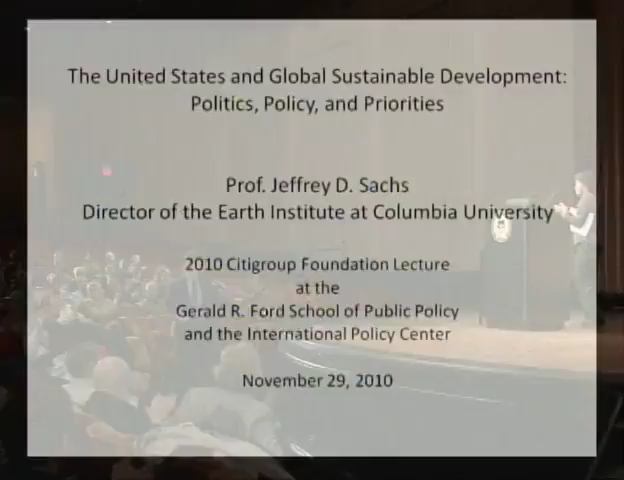 The United States and Global Sustainable Development:
Politics, Policy, and Priorities
Prof. Jeffrey D. Sachs
Director of the Earth Institute at Columbia University
2010 Citigroup Foundation Lecture
at the
Gerald R. Ford School of Public Policy
and the International Policy Center
November 29, 2010